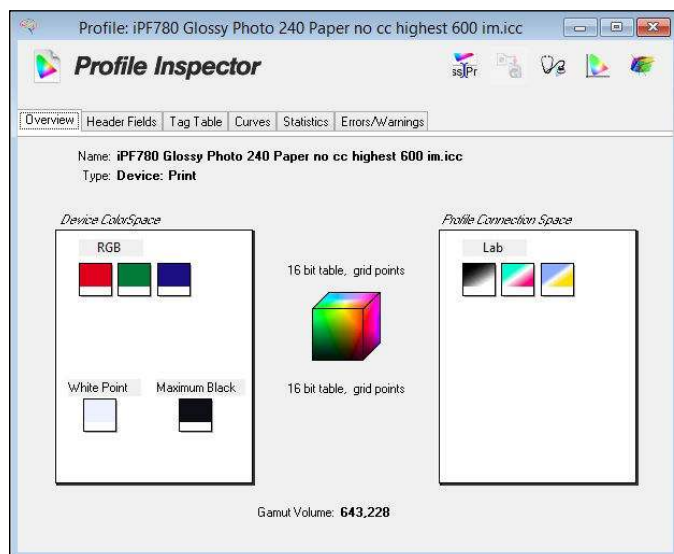 Profile: iPF780 Glossy Photo 240 Paper no cc highest 600 im.icc
Profile Inspector
Overview Header Fields Tag Table Curves Statistics Errors/Warnings
Name: iPF780 Glossy Photo 240 Paper no cc highest 600 im.icc
Type: Device: Print
Device ColorSpace
Profile Connection Space
RGB
Lab
16 bit table, grid points
White Point Maximum Black
16 bit table, grid points
Gamut Volume: 643,228